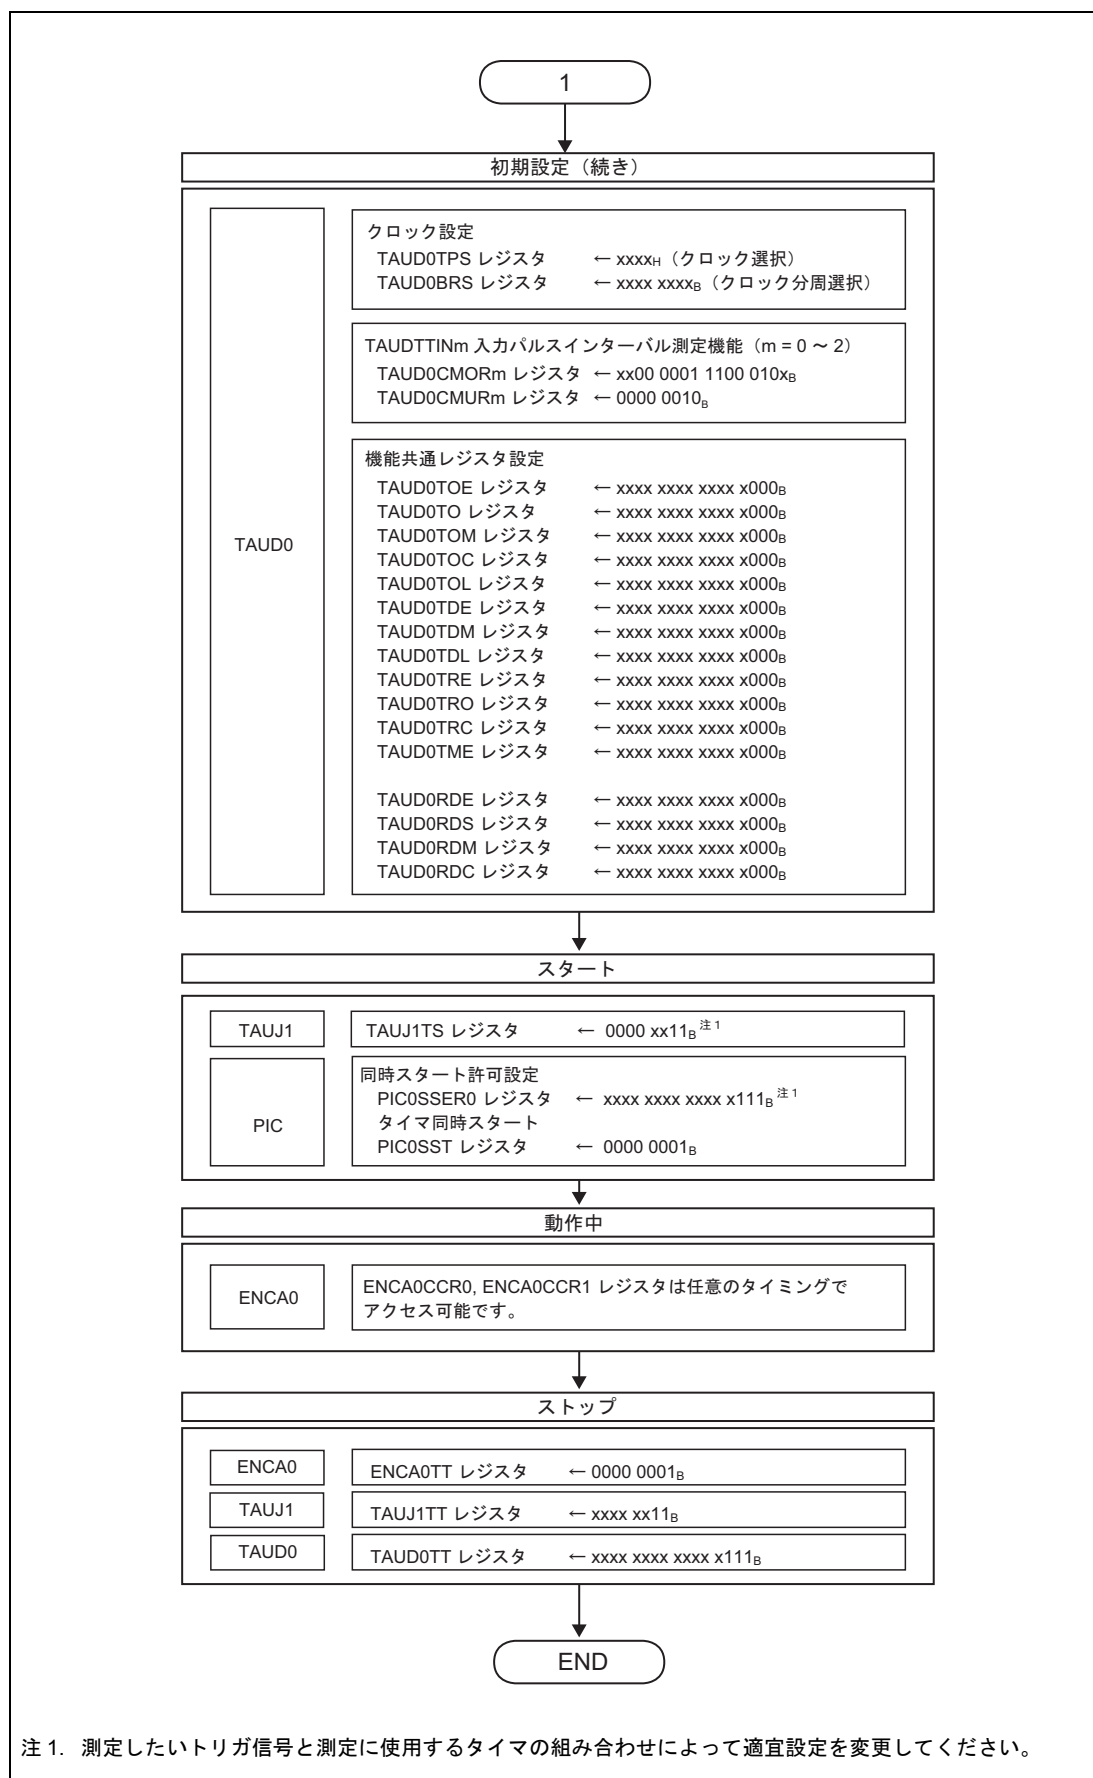 1
初期設定（続き）
TAUD0
クロック設定
TAUD0TPS レジスタ ← xxxxH（クロック選択）
TAUD0BRS レジスタ ← xxxx xxxxB（クロック分周選択）
TAUDTTINm 入力パルスインターバル測定機能（m = 0 ～ 2）
TAUD0CMORm レジスタ ← xx00 0001 1100 010xB
TAUD0CMURm レジスタ ← 0000 0010B
機能共通レジスタ設定
TAUD0TOE レジスタ ← xxxx xxxx xxxx x000B
TAUD0TO レジスタ ← xxxx xxxx xxxx x000B
TAUD0TOM レジスタ ← xxxx xxxx xxxx x000B
TAUD0TOC レジスタ ← xxxx xxxx xxxx x000B
TAUD0TOL レジスタ ← xxxx xxxx xxxx x000B
TAUD0TDE レジスタ ← xxxx xxxx xxxx x000B
TAUD0TDM レジスタ ← xxxx xxxx xxxx x000B
TAUD0TDL レジスタ ← xxxx xxxx xxxx x000B
TAUD0TRE レジスタ ← xxxx xxxx xxxx x000B
TAUD0TRO レジスタ ← xxxx xxxx xxxx x000B
TAUD0TRC レジスタ ← xxxx xxxx xxxx x000B
TAUD0TME レジスタ ← xxxx xxxx xxxx x000B
TAUD0RDE レジスタ ← xxxx xxxx xxxx x000B
TAUD0RDS レジスタ ← xxxx xxxx xxxx x000B
TAUD0RDM レジスタ ← xxxx xxxx xxxx x000B
TAUD0RDC レジスタ ← xxxx xxxx xxxx x000B
スタート
TAUJ1
TAUJ1TS レジスタ ← 0000 xx11B 注1
PIC
同時スタート許可設定
PIC0SSER0 レジスタ ← xxxx xxxx xxxx x111B 注1
タイマ同時スタート
PIC0SST レジスタ ← 0000 0001B
動作中
ENCA0
ENCA0CCR0, ENCA0CCR1 レジスタは任意のタイミングで
アクセス可能です。
ストップ
ENCA0
ENCA0TT レジスタ ← 0000 0001B
TAUJ1
TAUJ1TT レジスタ ← xxxx xx11B
TAUD0
TAUD0TT レジスタ ← xxxx xxxx xxxx x111B
END
注 1. 測定したいトリガ信号と測定に使用するタイマの組み合わせによって適宜設定を変更してください。